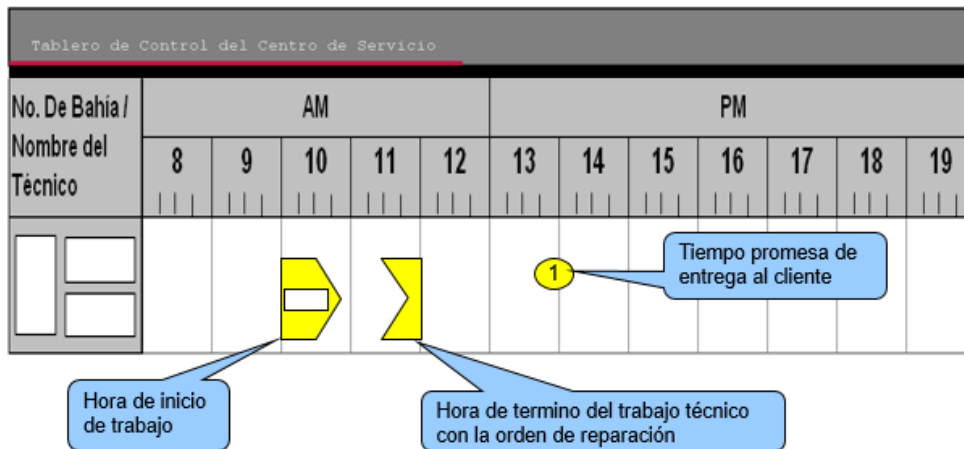 Tablero de Control del Centro de Servicio
No. De Bahía /
Nombre del
Técnico
AM
PM
8 9 10 11 12 13 14 15 16 17 18 19
1
Tiempo promesa de
entrega al cliente
Hora de inicio
de trabajo
Hora de termino del trabajo técnico
con la orden de reparación